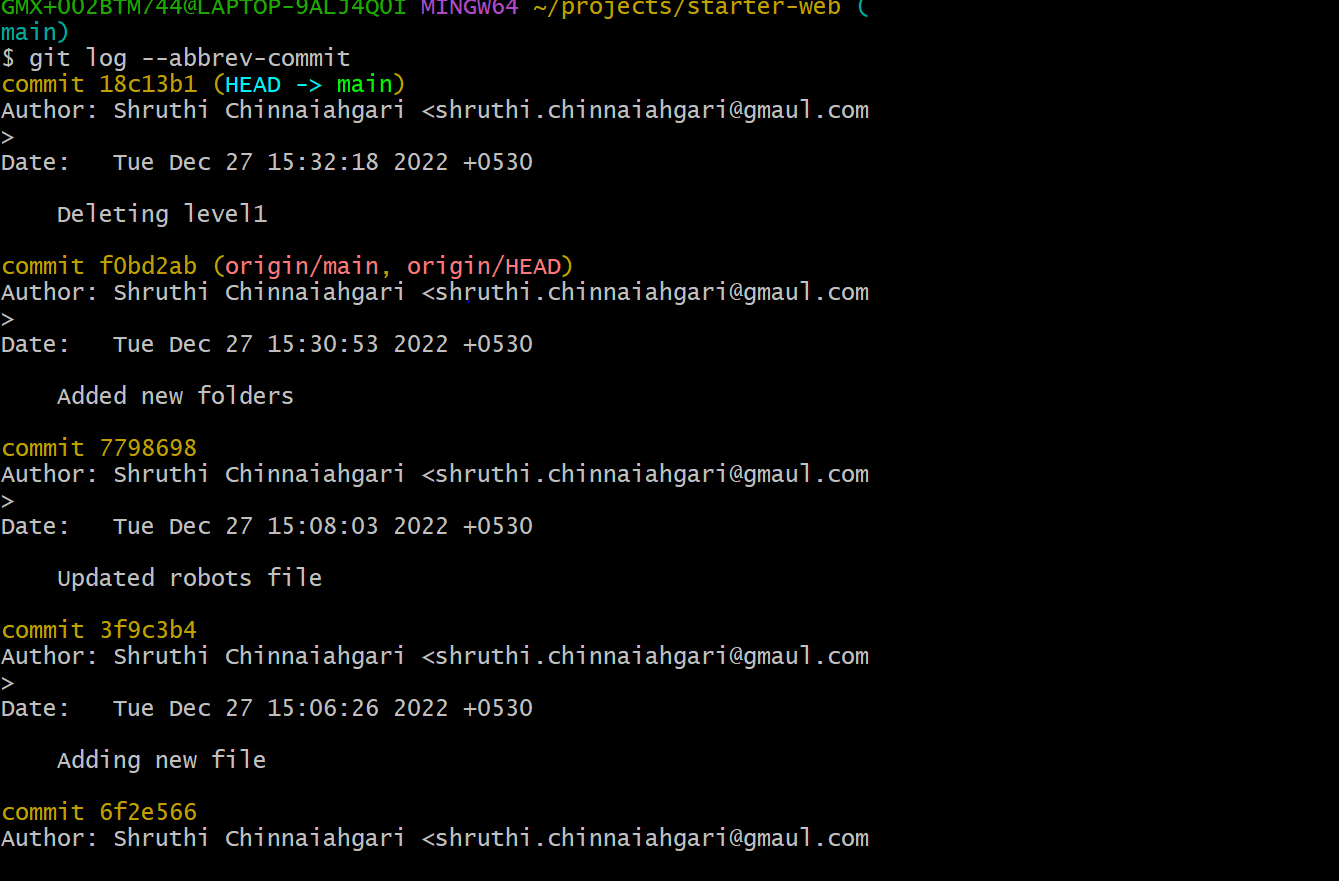 MINGW64 ~/projects/starter-web (
main)
$ git log --abbrev-commit
commit 18c13b1 (HEAD -> main)
Author: Shruthi Chinnaiahgari <shruthi.chinnaiahgari@gmaul.com
>
Date:   Tue Dec 27 15:32:18 2022 +0530
    Deleting level1
commit f0bd2ab (origin/main, origin/HEAD)
Author: Shruthi Chinnaiahgari <shruthi.chinnaiahgari@gmaul.com
>
Date:   Tue Dec 27 15:30:53 2022 +0530
    Added new folders
commit 7798698
Author: Shruthi Chinnaiahgari <shruthi.chinnaiahgari@gmaul.com
>
Date:   Tue Dec 27 15:08:03 2022 +0530
    Updated robots file
commit 3f9c3b4
Author: Shruthi Chinnaiahgari <shruthi.chinnaiahgari@gmaul.com
>
Date:   Tue Dec 27 15:06:26 2022 +0530
    Adding new file
commit 6f2e566
Author: Shruthi Chinnaiahgari <shruthi.chinnaiahgari@gmaul.com